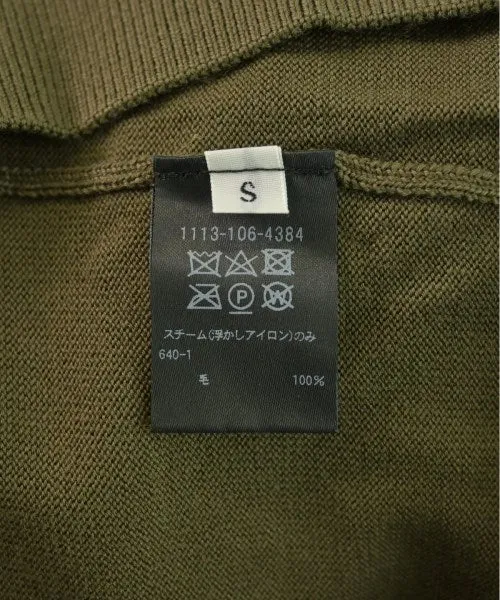 S
1113-106-4384
P W
スチーム(浮かしアイロン)のみ
640-1
毛 100%